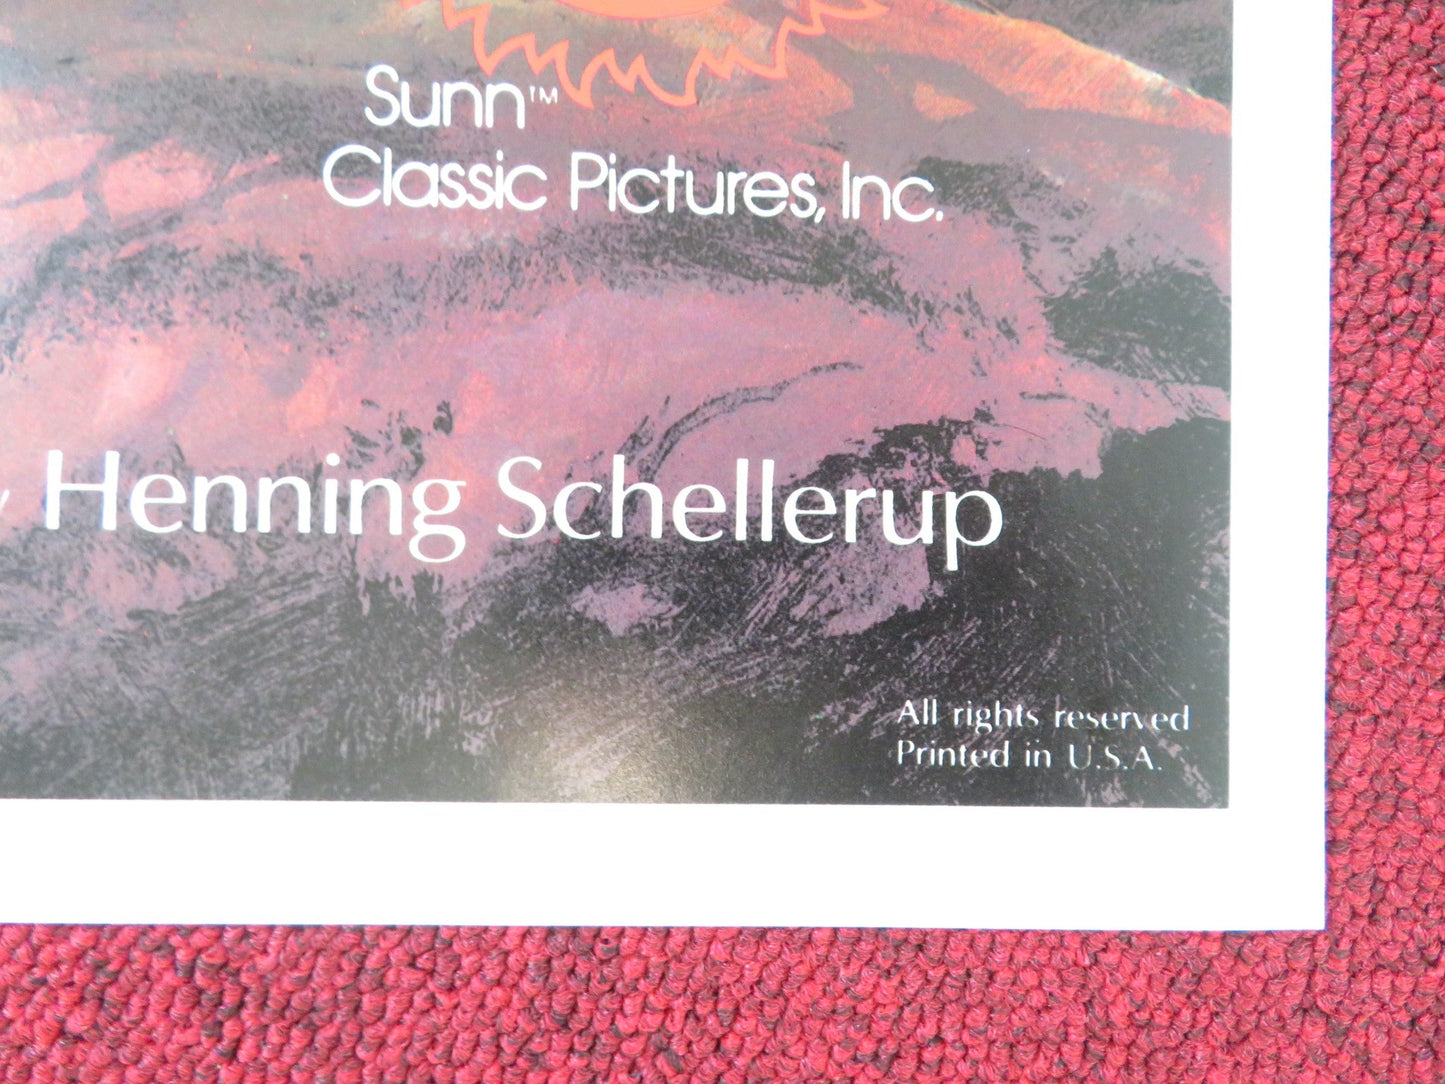 Sunn™
Classic Pictures, Inc.
Henning Schellerup
All rights reserved
Printed in U.S.A.